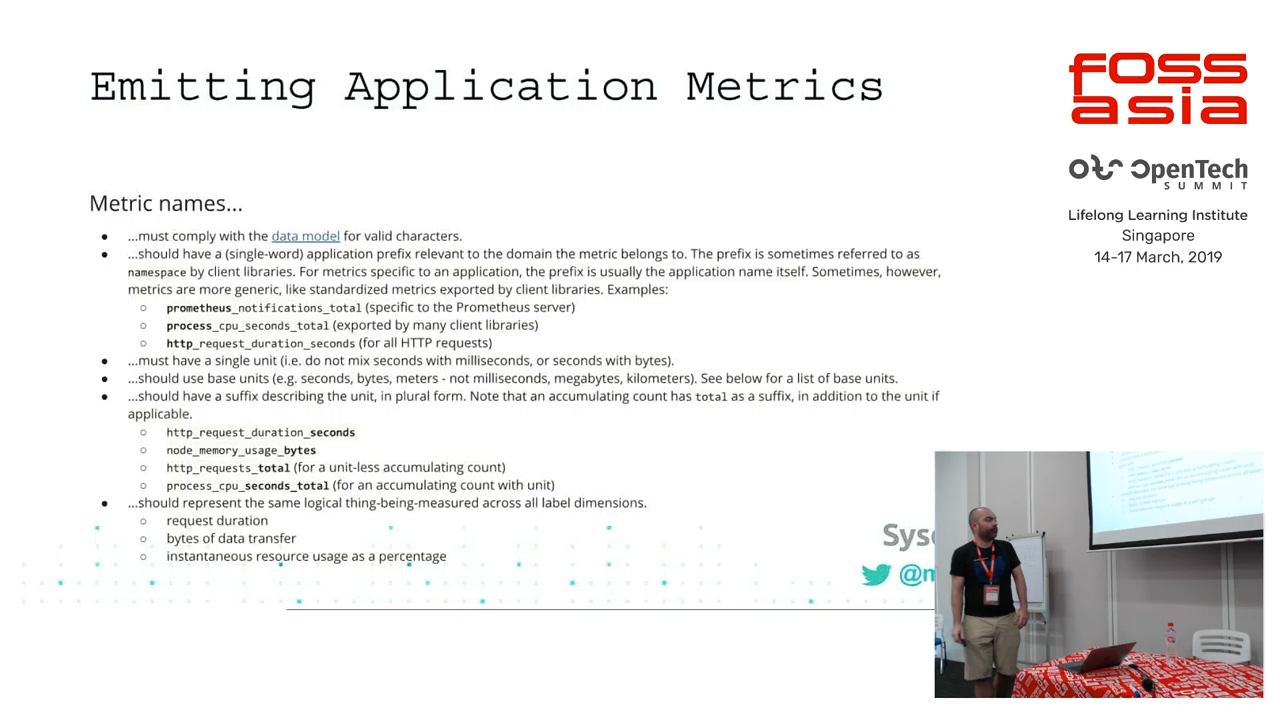 Emitting Application Metrics
Metric names...
● ...must comply with the data model for valid characters.
● ...should have a (single-word) application prefix relevant to the domain the metric belongs to. The prefix is sometimes referred to as
namespace by client libraries. For metrics specific to an application, the prefix is usually the application name itself. Sometimes, however,
metrics are more generic, like standardized metrics exported by client libraries. Examples:
○ prometheus_notifications_total (specific to the Prometheus server)
○ process_cpu_seconds_total (exported by many client libraries)
○ http_request_duration_seconds (for all HTTP requests)
● ...must have a single unit (i.e. do not mix seconds with milliseconds, or seconds with bytes).
● ...should use base units (e.g. seconds, bytes, meters - not milliseconds, megabytes, kilometers). See below for a list of base units.
● ...should have a suffix describing the unit, in plural form. Note that an accumulating count has total as a suffix, in addition to the unit if
applicable.
○ http_request_duration_seconds
○ node_memory_usage_bytes
○ http_requests_total (for a unit-less accumulating count)
○ process_cpu_seconds_total (for an accumulating count with unit)
● ...should represent the same logical thing-being-measured across all label dimensions.
○ request duration
○ bytes of data transfer
○ instantaneous resource usage as a percentage
Sys
@m
foss
asia
OpenTech
SUMMIT
Lifelong Learning Institute
Singapore
14-17 March, 2019